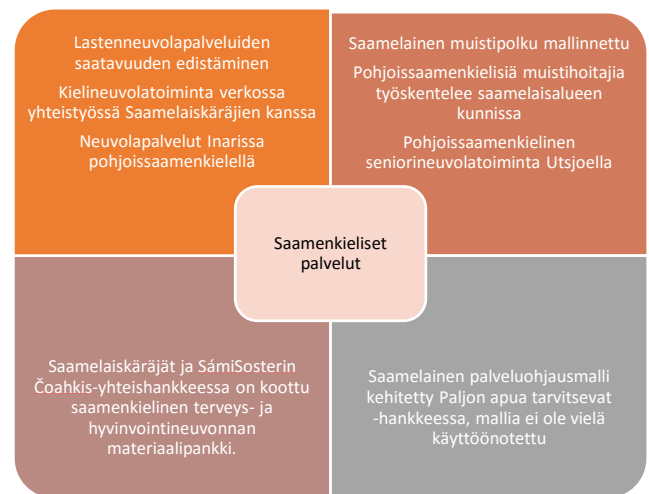 Lastenneuvolapalveluiden
saatavuuden edistäminen
Kielineuvolatoiminta verkossa
yhteistyössä Saamelaiskäräjien kanssa
Neuvolapalvelut Inarissa
pohjoissaamenkielellä
Saamelainen muistipolku mallinnettu
Pohjoissaamenkielisiä muistihoitajia
työskentelee saamelaisalueen
kunnissa
Pohjoissaamenkielinen
seniorineuvolatoiminta Utsjoella
Saamenkieliset
palvelut
Saamelaiskäräjät ja SámiSosterin
Čoahkis-yhteishankkeessa on koottu
saamenkielinen terveys- ja
hyvinvointineuvonnan
materiaalipankki.
Saamelainen palveluohjausmalli
kehitetty Paljon apua tarvitsevat
-hankkeessa, mallia ei ole vielä
käyttöönotettu